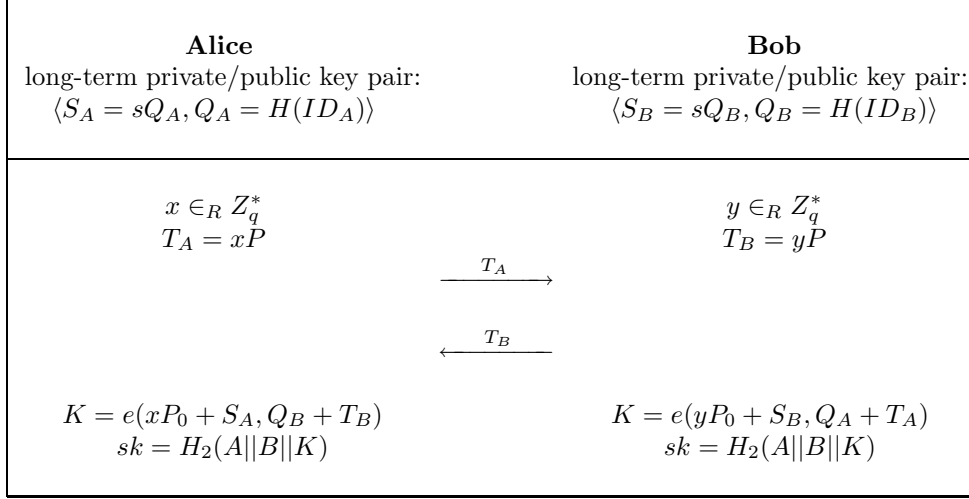 Alice Bob
long-term private/public key pair: long-term private/public key pair:
⟨S_A = sQ_A, Q_A = H(ID_A)⟩ ⟨S_B = sQ_B, Q_B = H(ID_B)⟩
x ∈_R Z_q^* y ∈_R Z_q^*
T_A = xP T_B = yP
T_A
T_B
K = e(xP_0 + S_A, Q_B + T_B) K = e(yP_0 + S_B, Q_A + T_A)
sk = H_2(A||B||K) sk = H_2(A||B||K)